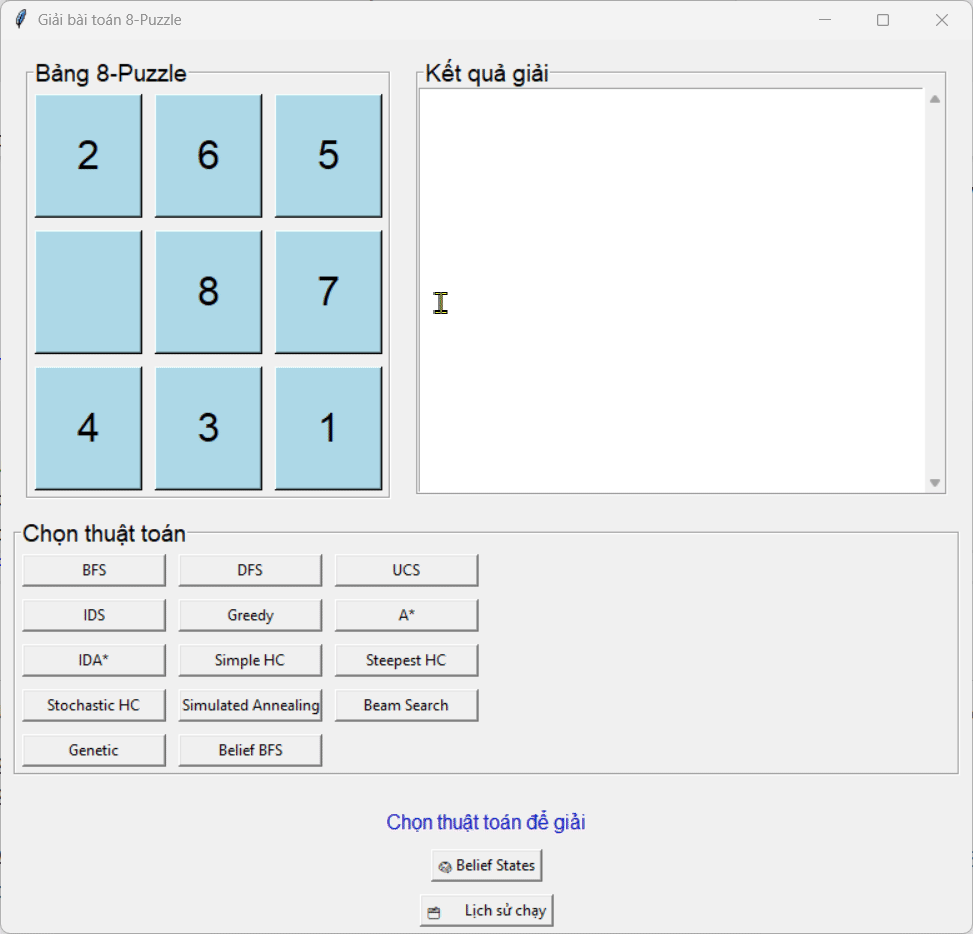 Giải bài toán 8-Puzzle
Bảng 8-Puzzle
2 6 5
8 7
4 3 1
Kết quả giải
Chọn thuật toán
BFS DFS UCS
IDS Greedy A*
IDA* Simple HC Steepest HC
Stochastic HC Simulated Annealing Beam Search
Genetic Belief BFS
Chọn thuật toán để giải
Belief States
Lịch sử chạy